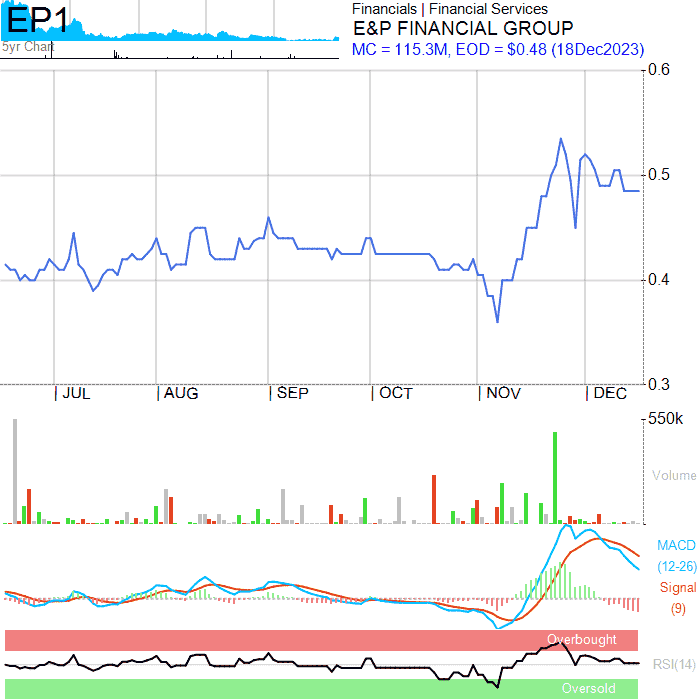 EP1
5yr Chart
Financials | Financial Services
E&P FINANCIAL GROUP
MC = 115.3M, EOD = $0.48 (18Dec2023)
0.6
0.5
0.4
0.3
JUL AUG SEP OCT NOV DEC
550k
Volume
MACD
(12-26)
Signal
(9)
Overbought
RSI(14)
Oversold